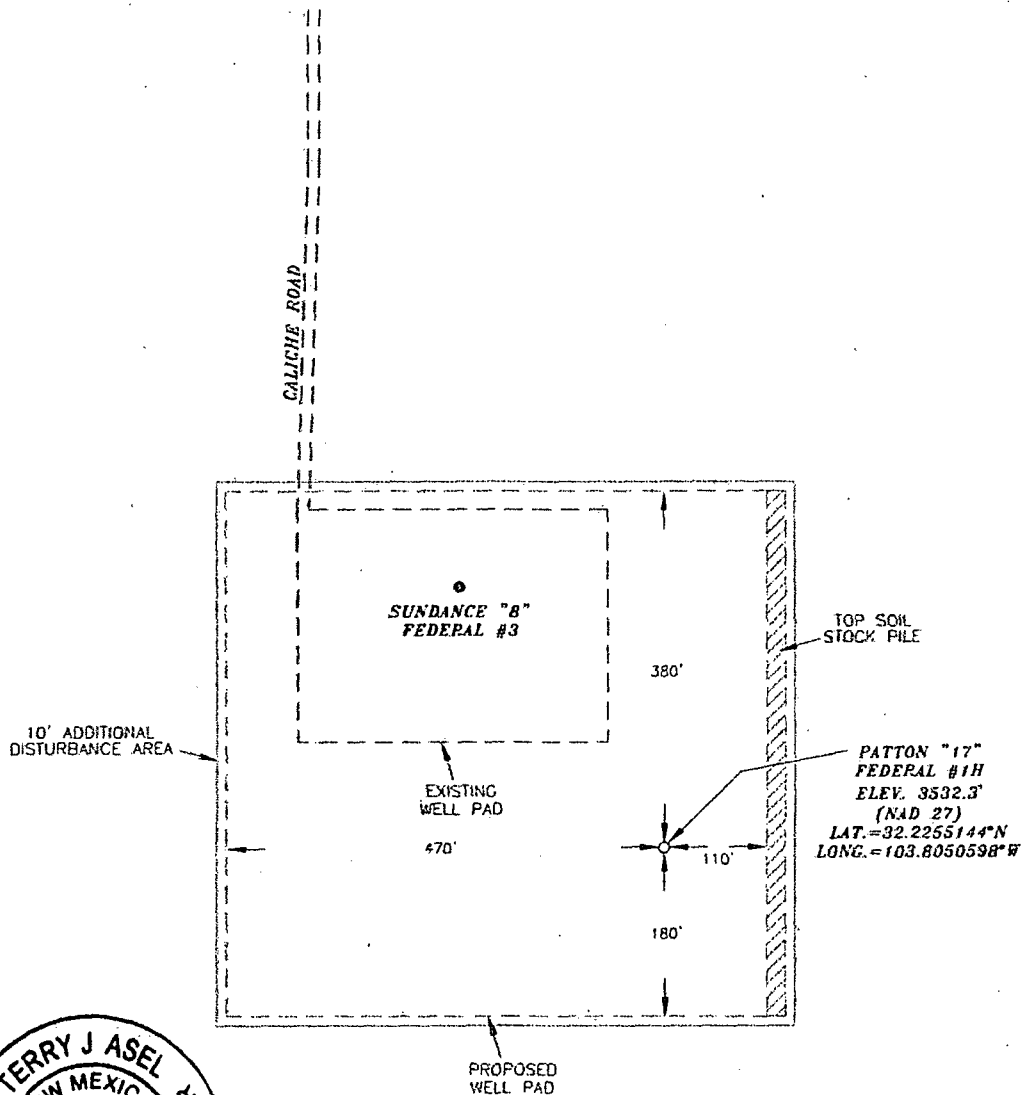 CALICHE ROAD
SUNDANCE "8"
FEDERAL #3
TOP SOIL
STOCK PILE
380'
10' ADDITIONAL
DISTURBANCE AREA
EXISTING
WELL PAD
PATTON "17"
FEDERAL #1H
ELEV. 3532.3'
(NAD 27)
LAT.=32.2255144°N
LONG.=103.8050598°W
470'
110'
180'
PROPOSED
WELL PAD
TERRY J ASEL
W MEXIC